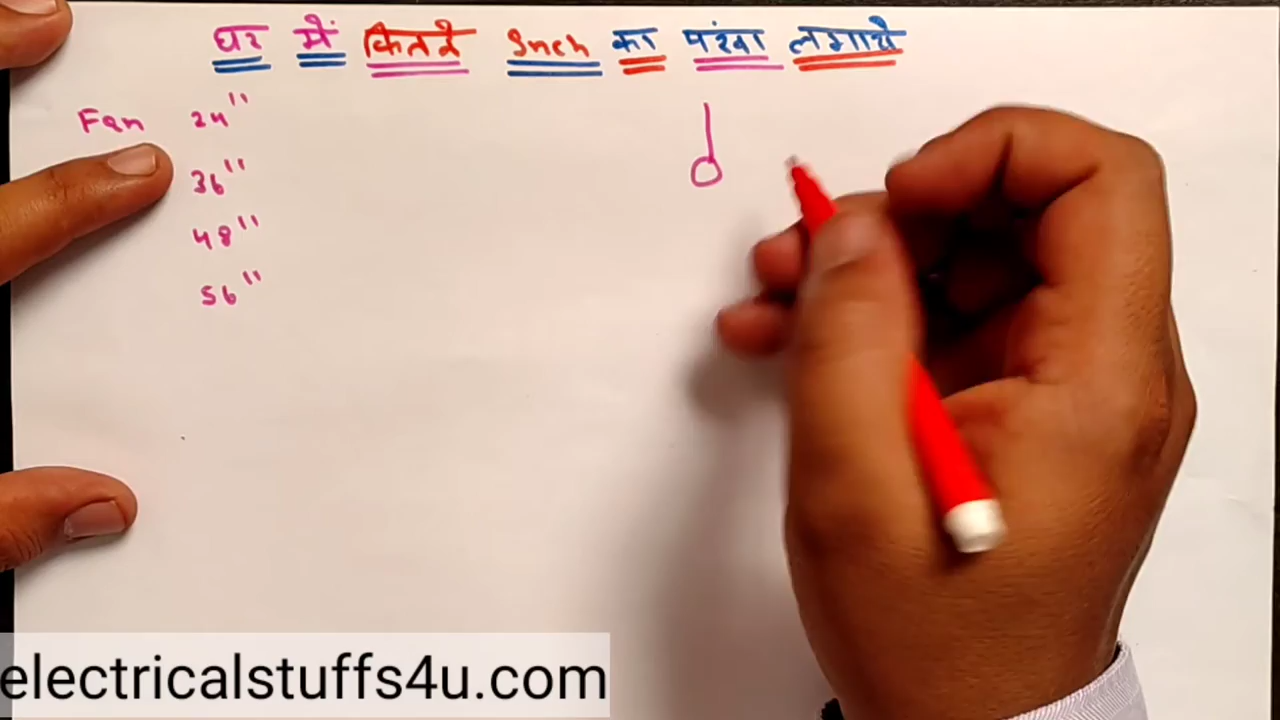 घर में कितने Inch का पंखा लगाये
Fan 24"
36"
48"
56"
electricalstuffs4u.com